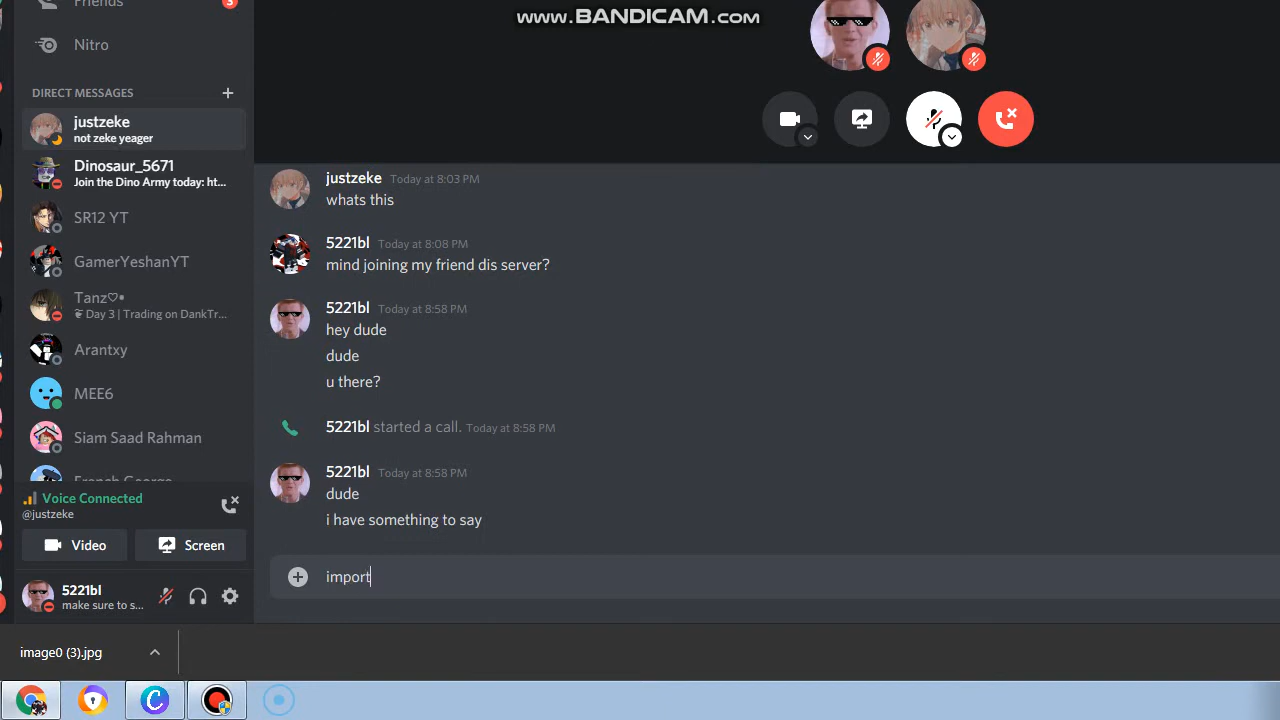 www.BANDICAM.com
Friends
3
Nitro
DIRECT MESSAGES
justzeke
not zeke yeager
Dinosaur_5671
Join the Dino Army today: ht...
SR12 YT
GamerYeshanYT
Tanz♡▪
Day 3 | Trading on DankTr...
Arantxy
MEE6
Siam Saad Rahman
French George
Voice Connected
@justzeke
Video
Screen
5221bl
make sure to s...
justzeke Today at 8:03 PM
whats this
5221bl Today at 8:08 PM
mind joining my friend dis server?
5221bl Today at 8:58 PM
hey dude
dude
u there?
5221bl started a call. Today at 8:58 PM
5221bl Today at 8:58 PM
dude
i have something to say
import
image0 (3).jpg